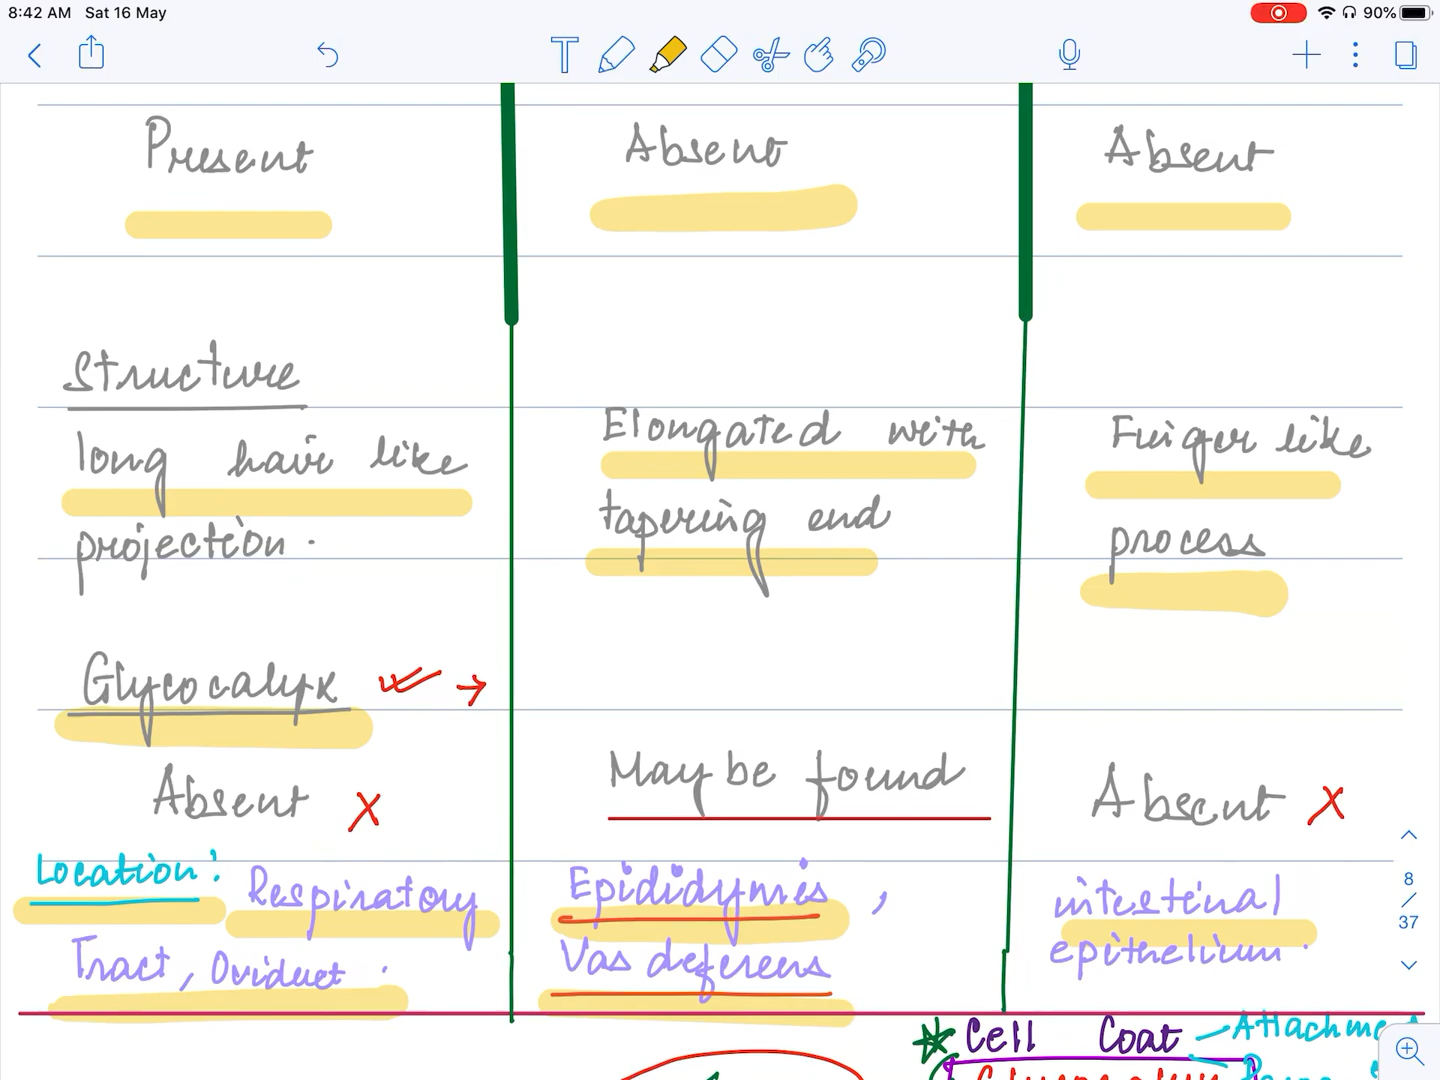 8:42 AM Sat 16 May 90%
Present Absent Absent
Structure
long hair like Elongated with Finger like
projection. tapering end process
Glycocalyx
Absent X May be found Absent X
Location: Respiratory Epididymis, intestinal
Tract, Oviduct. Vas deferens epithelium.
8
/
37
Cell Coat Attachme